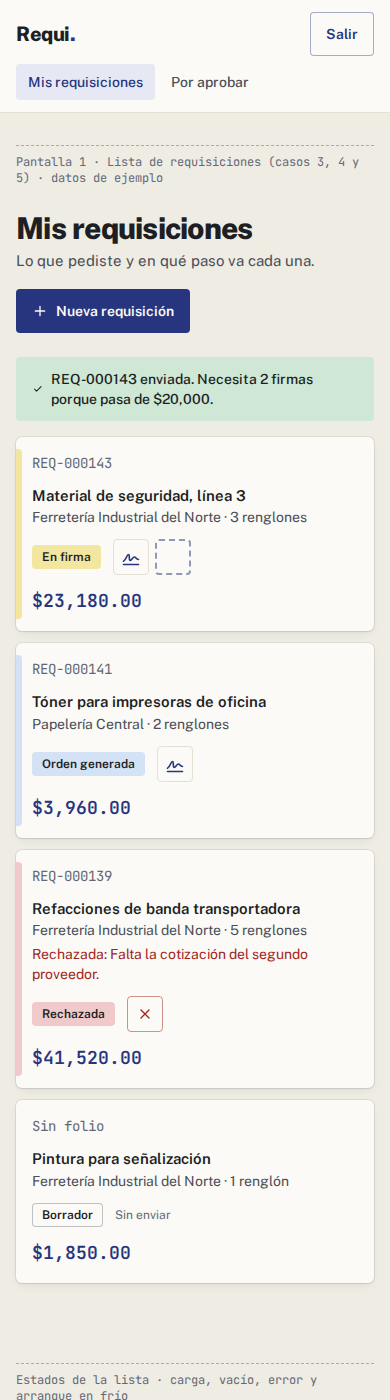 Requi.
Salir
Mis requisiciones
Por aprobar
Pantalla 1 · Lista de requisiciones (casos 3, 4 y
5) · datos de ejemplo
Mis requisiciones
Lo que pediste y en qué paso va cada una.
+ Nueva requisición
REQ-000143 enviada. Necesita 2 firmas
porque pasa de $20,000.
REQ-000143
Material de seguridad, línea 3
Ferretería Industrial del Norte · 3 renglones
En firma
$23,180.00
REQ-000141
Tóner para impresoras de oficina
Papelería Central · 2 renglones
Orden generada
$3,960.00
REQ-000139
Refacciones de banda transportadora
Ferretería Industrial del Norte · 5 renglones
Rechazada: Falta la cotización del segundo
proveedor.
Rechazada
$41,520.00
Sin folio
Pintura para señalización
Ferretería Industrial del Norte · 1 renglón
Borrador
Sin enviar
$1,850.00
Estados de la lista · carga, vacío, error y
arranque en frío